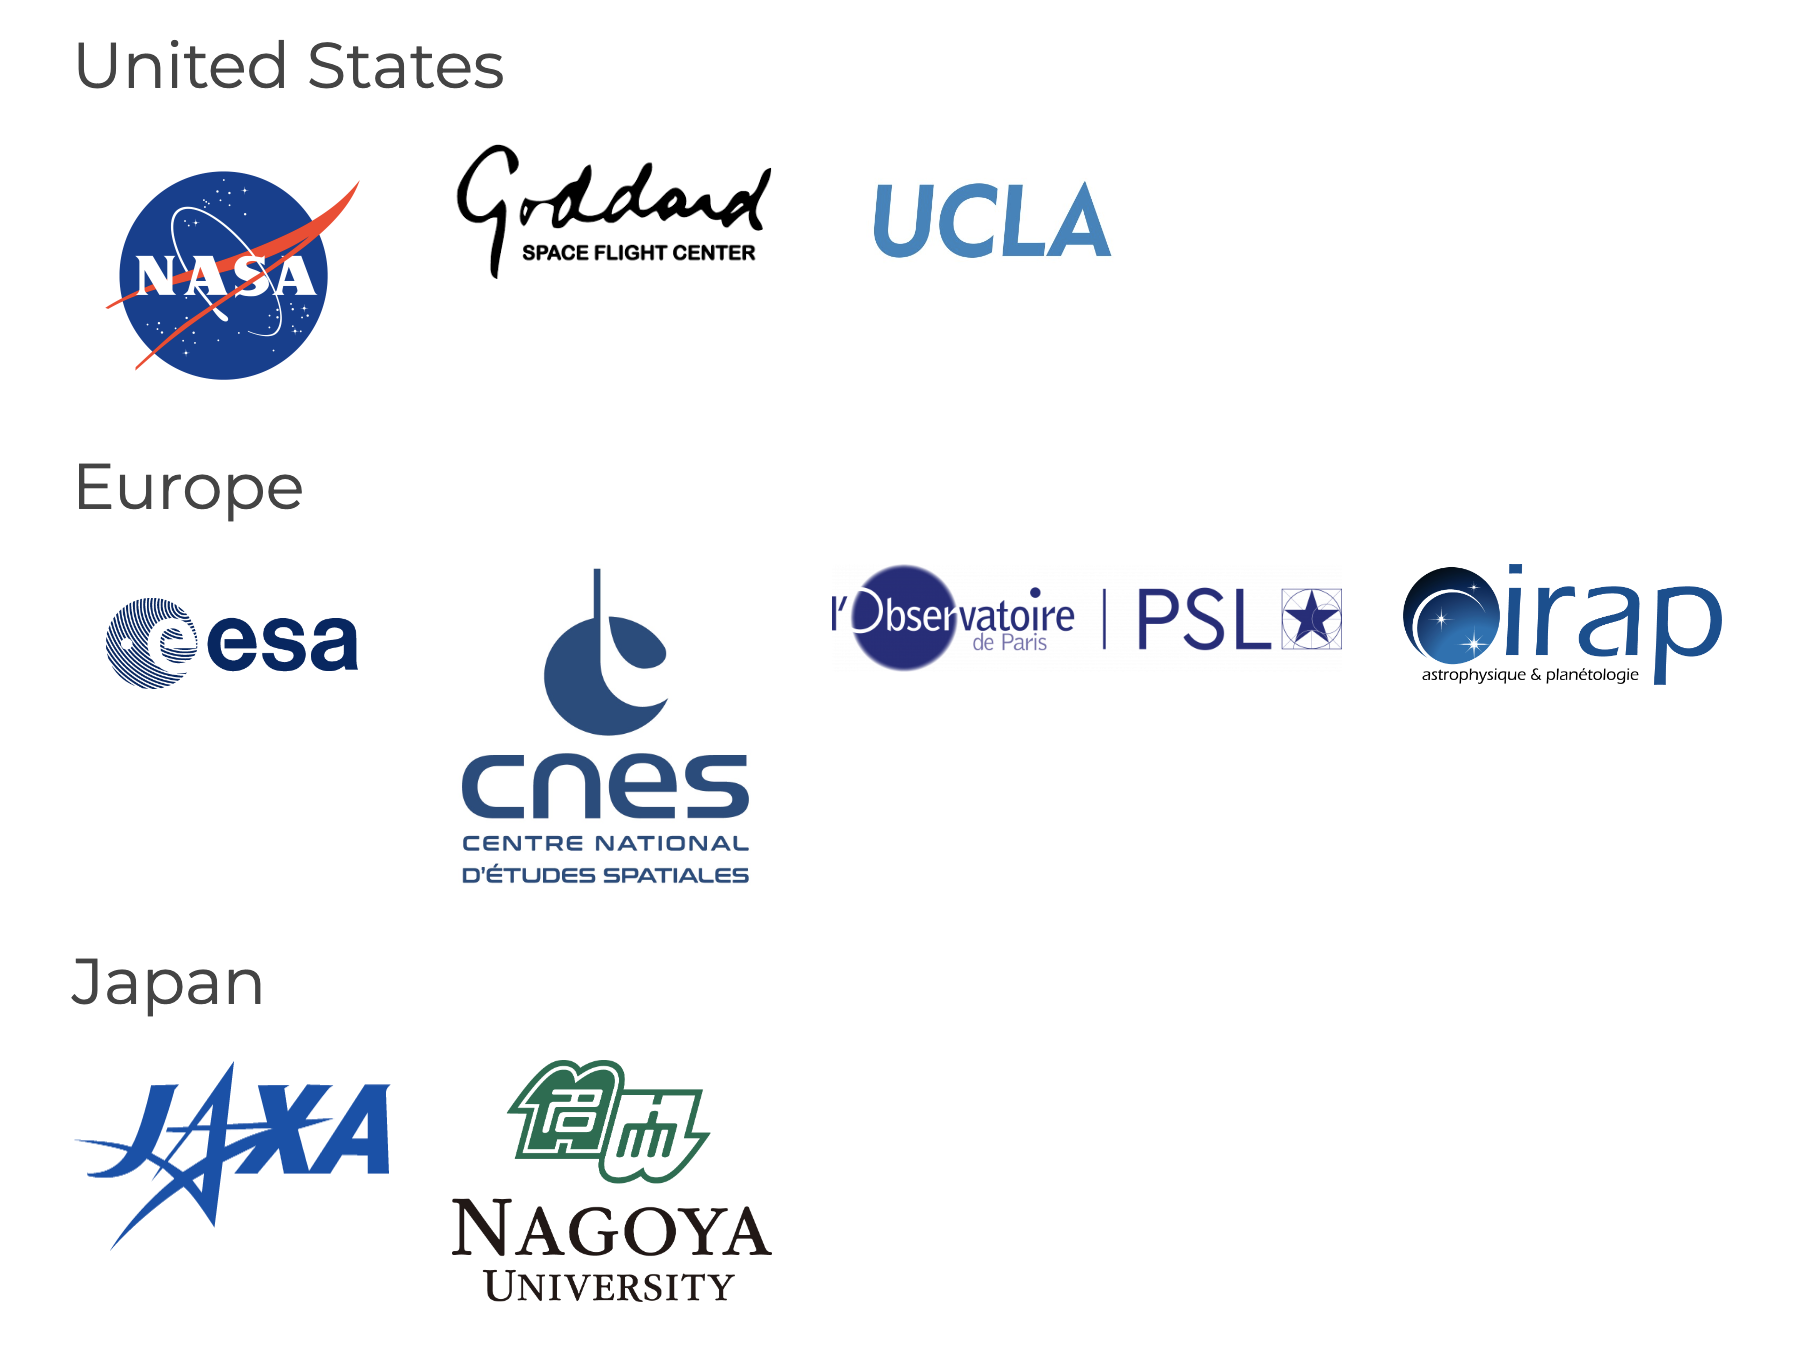 United States
NASA
Goddard
SPACE FLIGHT CENTER
UCLA
Europe
esa
cnes
CENTRE NATIONAL
D'ÉTUDES SPATIALES
l'Observatoire
de Paris
PSL
irap
astrophysique & planétologie
Japan
JAXA
NAGOYA
UNIVERSITY